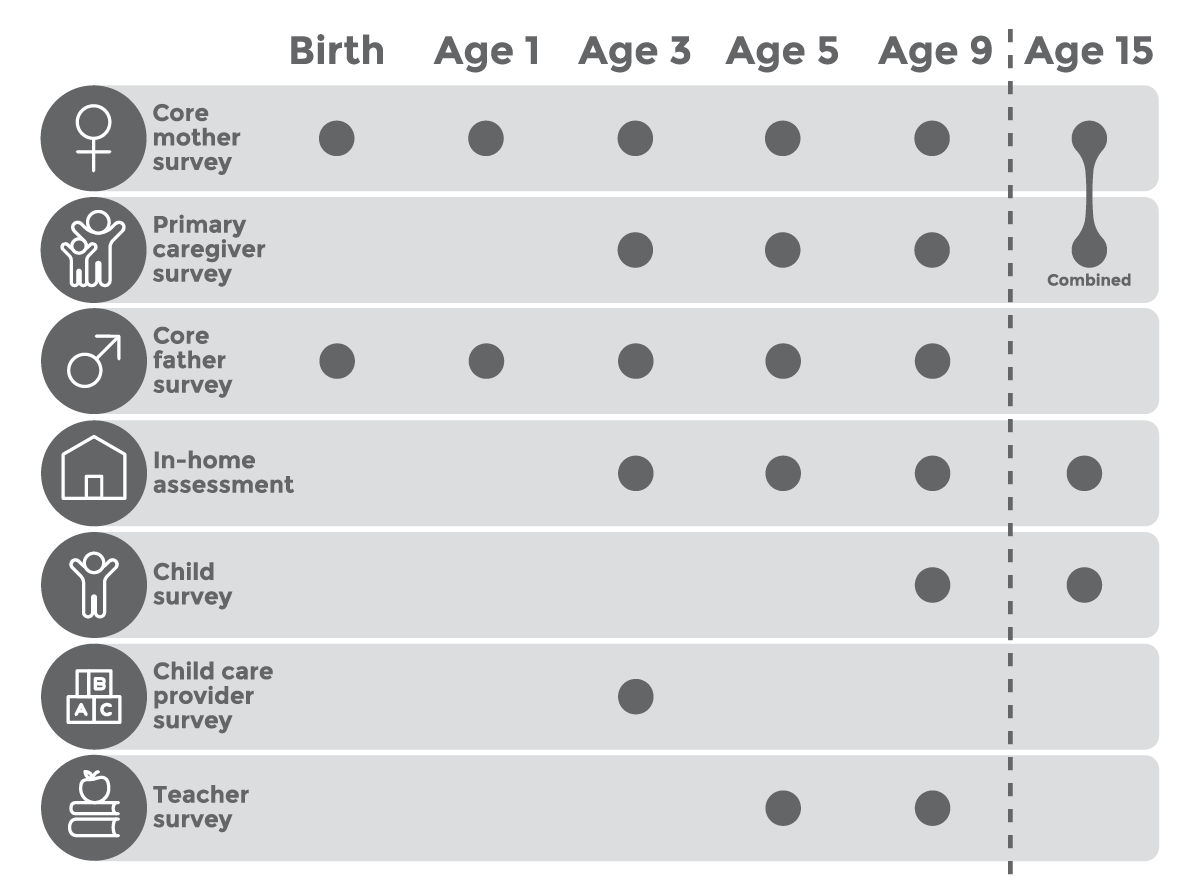 Birth Age 1 Age 3 Age 5 Age 9 Age 15
Core
mother
survey
Primary
caregiver
survey
Combined
Core
father
survey
In-home
assessment
Child
survey
Child care
provider
survey
B
A C
Teacher
survey